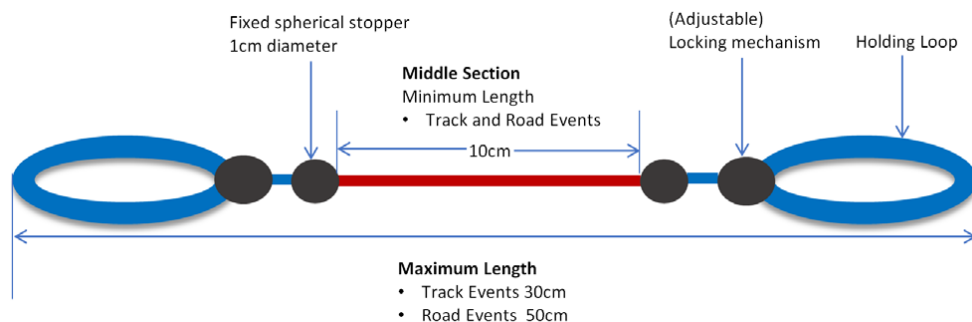 Fixed spherical stopper
1cm diameter
(Adjustable)
Locking mechanism
Holding Loop
Middle Section
Minimum Length
• Track and Road Events
10cm
Maximum Length
• Track Events 30cm
• Road Events 50cm